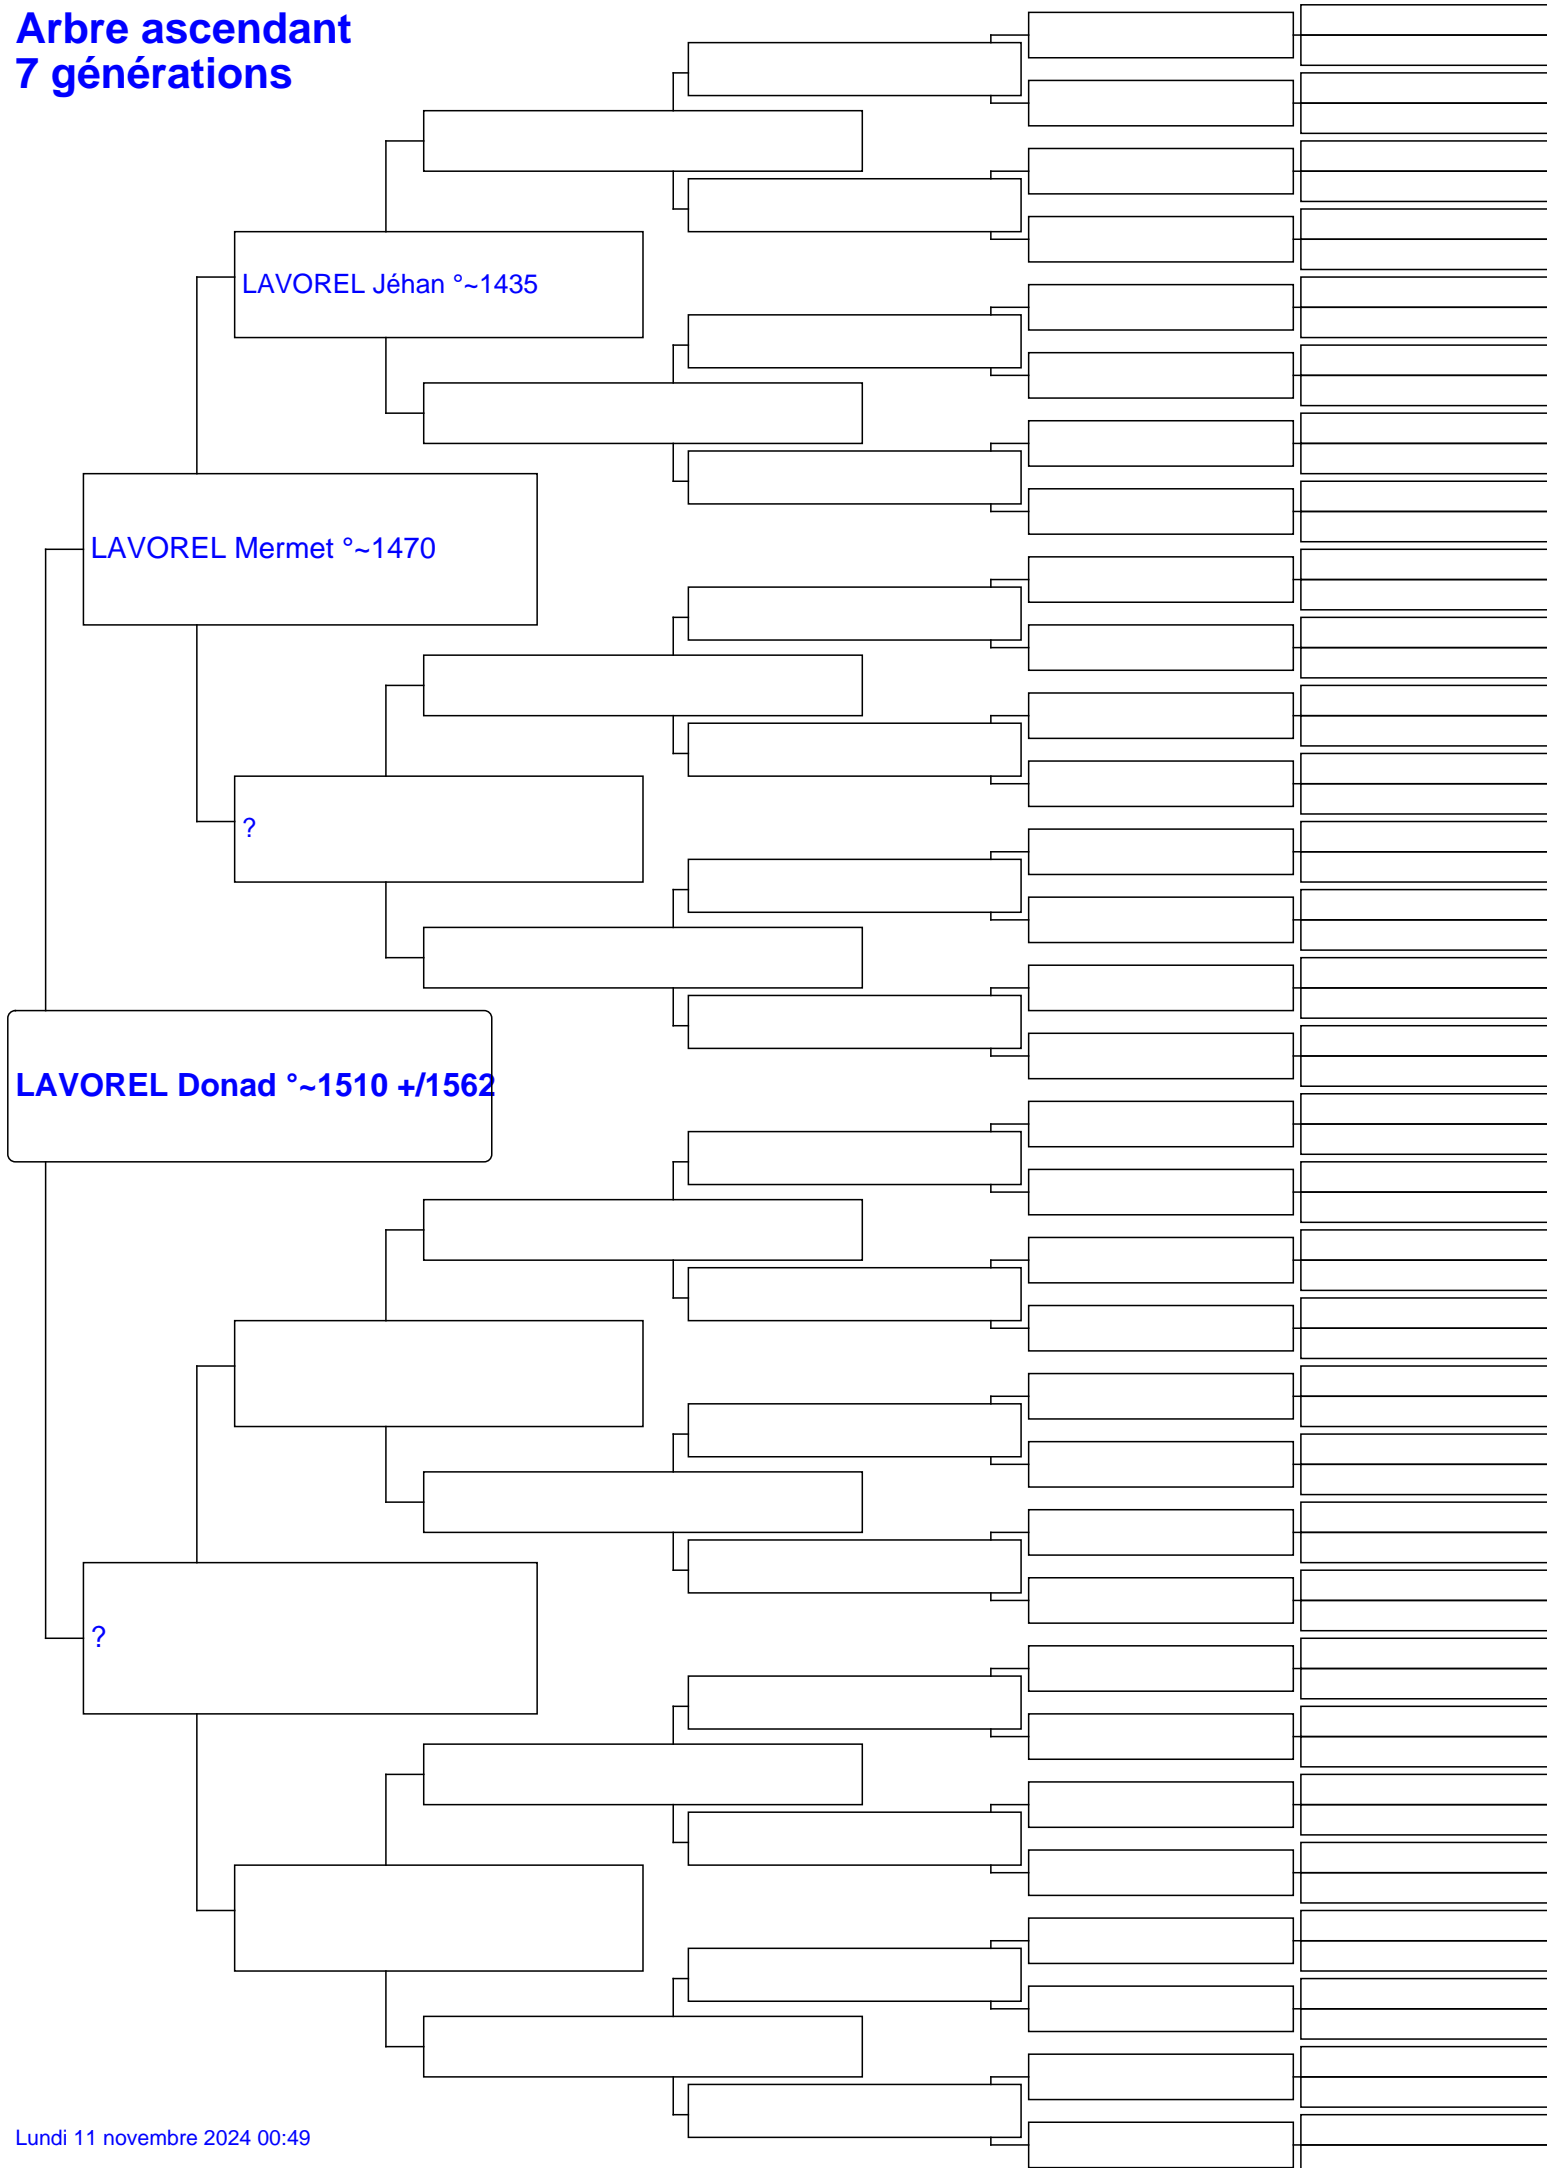 Arbre ascendant
7 générations
LAVOREL Jéhan °~1435
LAVOREL Mermet °~1470
?
LAVOREL Donad °~1510 +/1562
?
Lundi 11 novembre 2024 00:49